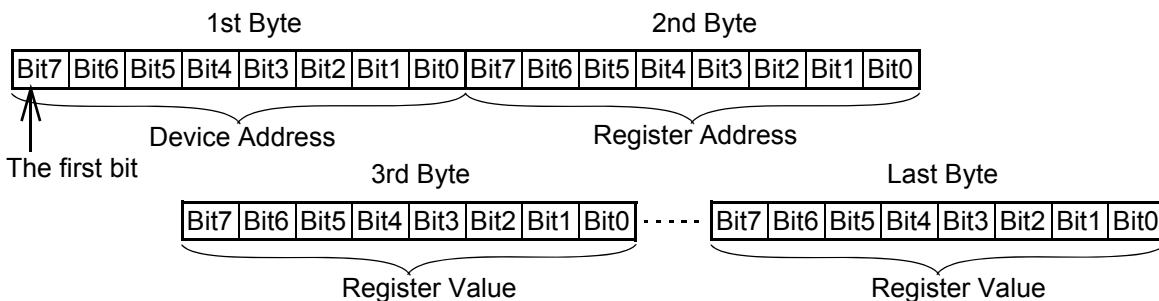 1st Byte 2nd Byte
Bit7 Bit6 Bit5 Bit4 Bit3 Bit2 Bit1 Bit0 Bit7 Bit6 Bit5 Bit4 Bit3 Bit2 Bit1 Bit0
Device Address Register Address
The first bit
3rd Byte Last Byte
Bit7 Bit6 Bit5 Bit4 Bit3 Bit2 Bit1 Bit0 Bit7 Bit6 Bit5 Bit4 Bit3 Bit2 Bit1 Bit0
Register Value Register Value